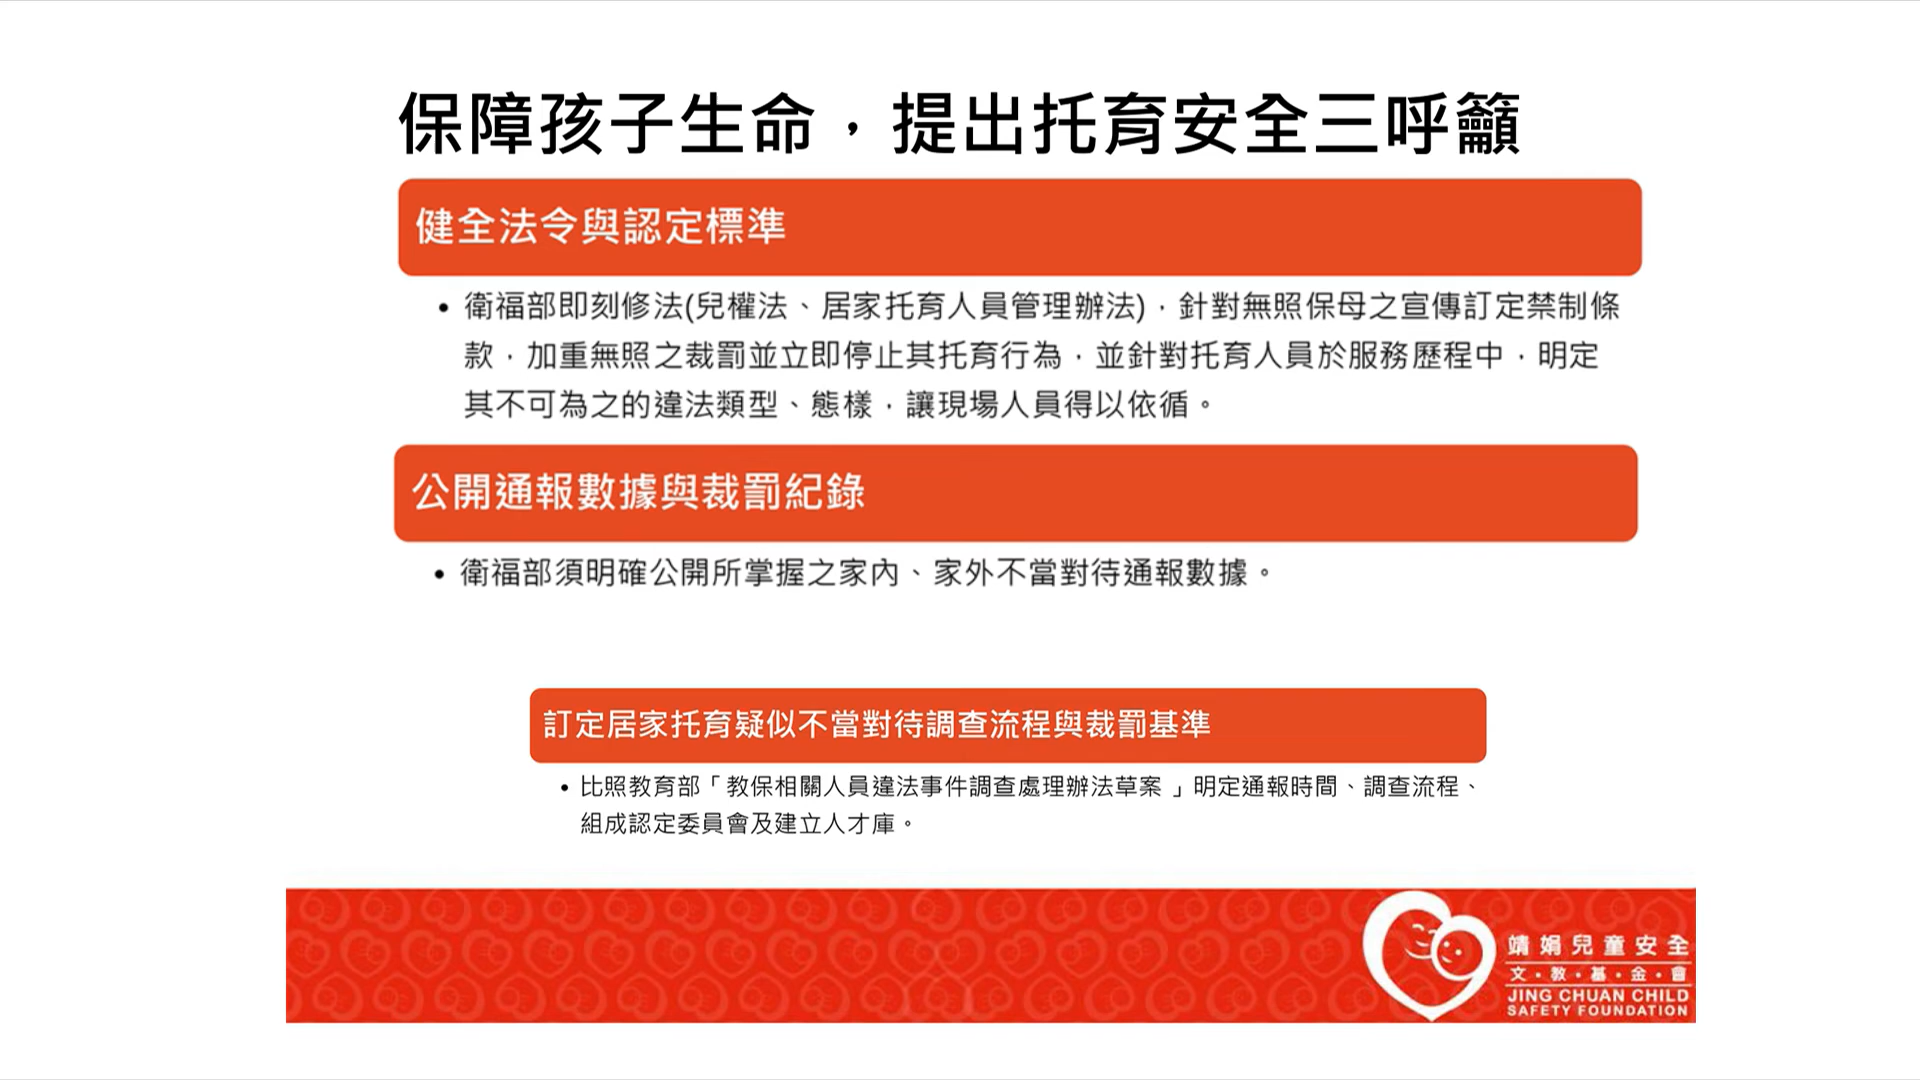 保障孩子生命，提出托育安全三呼籲
健全法令與認定標準
• 衛福部即刻修法(兒權法、居家托育人員管理辦法)，針對無照保母之宣傳訂定禁制條
款，加重無照之裁罰並立即停止其托育行為，並針對托育人員於服務歷程中，明定
其不可為之的違法類型、態樣，讓現場人員得以依循。
公開通報數據與裁罰紀錄
• 衛福部須明確公開所掌握之家內、家外不當對待通報數據。
訂定居家托育疑似不當對待調查流程與裁罰基準
• 比照教育部「教保相關人員違法事件調查處理辦法草案 」明定通報時間、調查流程、
組成認定委員會及建立人才庫。
靖娟兒童安全
文•教•基•金•會
JING CHUAN CHILD
SAFETY FOUNDATION